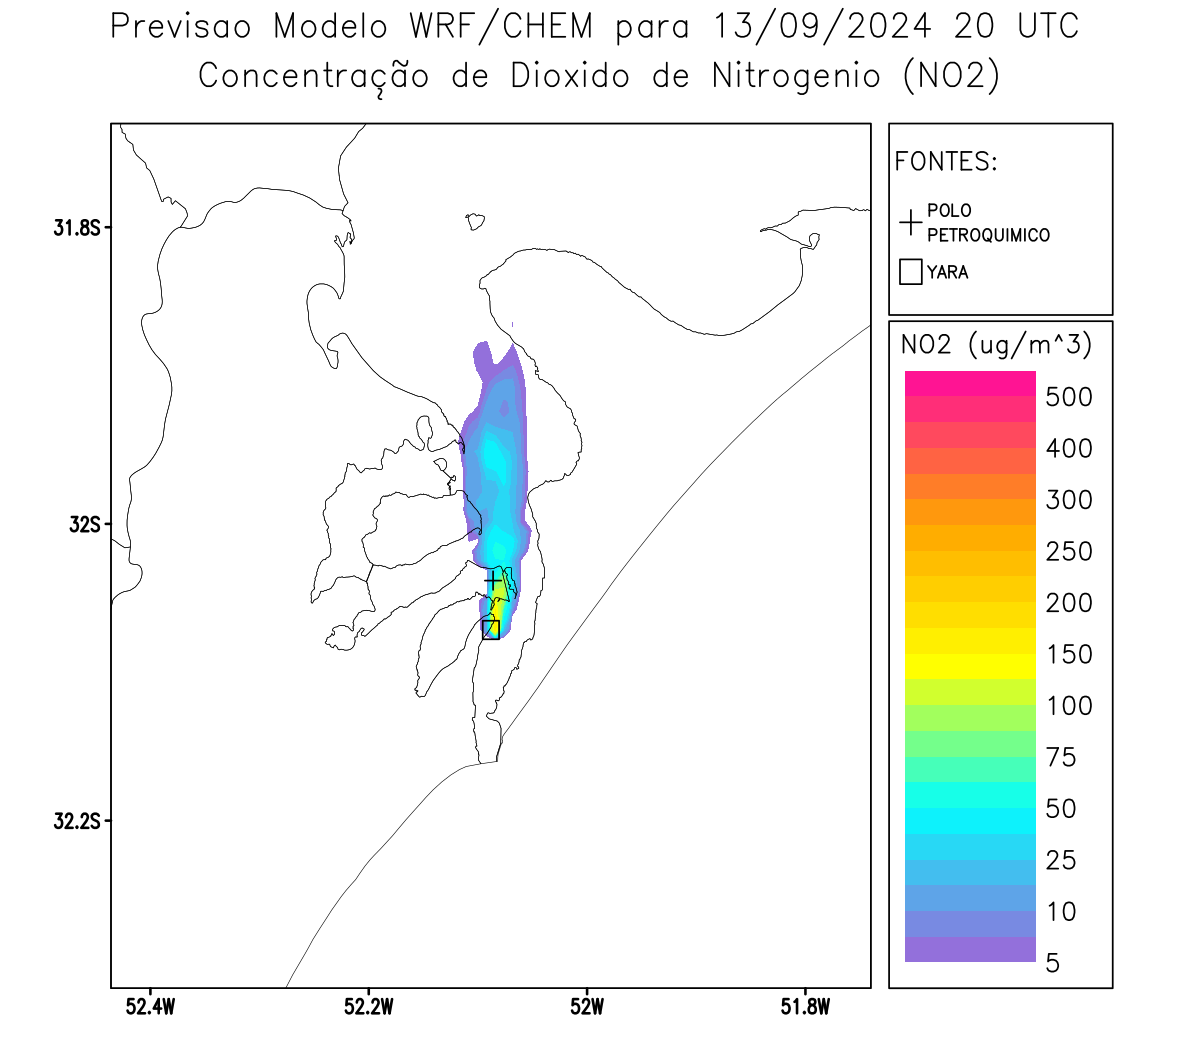 Previsao Modelo WRF/CHEM para 13/09/2024 20 UTC
Concentração de Dioxido de Nitrogenio (NO2)
FONTES:
POLO
PETROQUIMICO
YARA
31.8S
32S
32.2S
52.4W
52.2W
52W
51.8W
NO2 (ug/m^3)
500
400
300
250
200
150
100
75
50
25
10
5